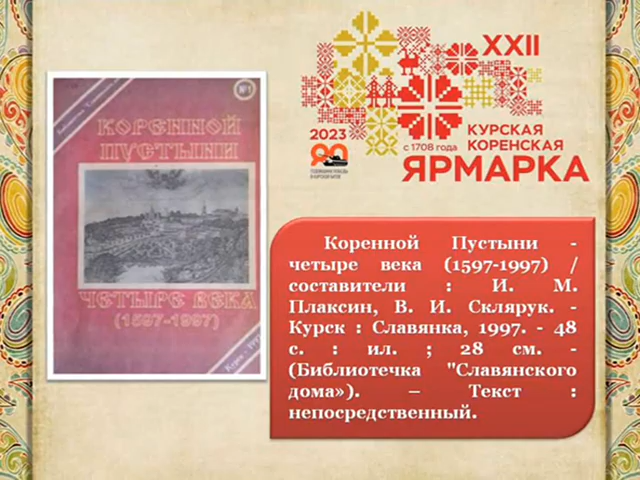 №1
КОРЕННОЙ
ПУСТЫНИ
ЧЕТЫРЕ ВЕКА
(1597-1997)
XXII
2023
с 1708 года
КУРСКАЯ
КОРЕНСКАЯ
ЯРМАРКА
Коренной Пустыни -
четыре века (1597-1997) /
составители : И. М.
Плаксин, В. И. Склярук. -
Курск : Славянка, 1997. - 48
с. : ил. ; 28 см. -
(Библиотечка "Славянского
дома»). – Текст :
непосредственный.